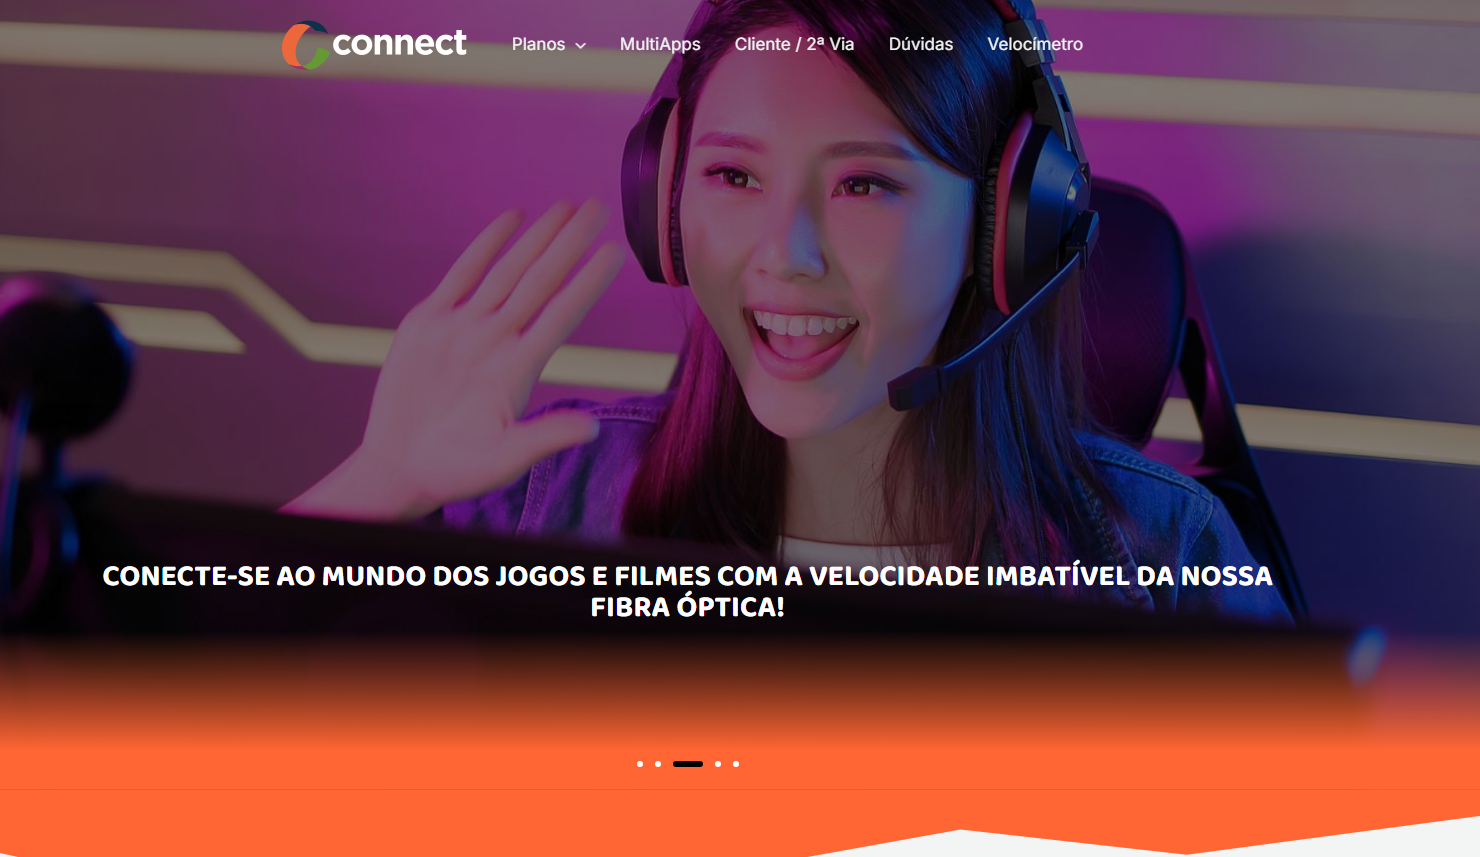 connect
Planos
MultiApps
Cliente / 2ª Via
Dúvidas
Velocímetro
CONECTE-SE AO MUNDO DOS JOGOS E FILMES COM A VELOCIDADE IMBATÍVEL DA NOSSA
FIBRA ÓPTICA!